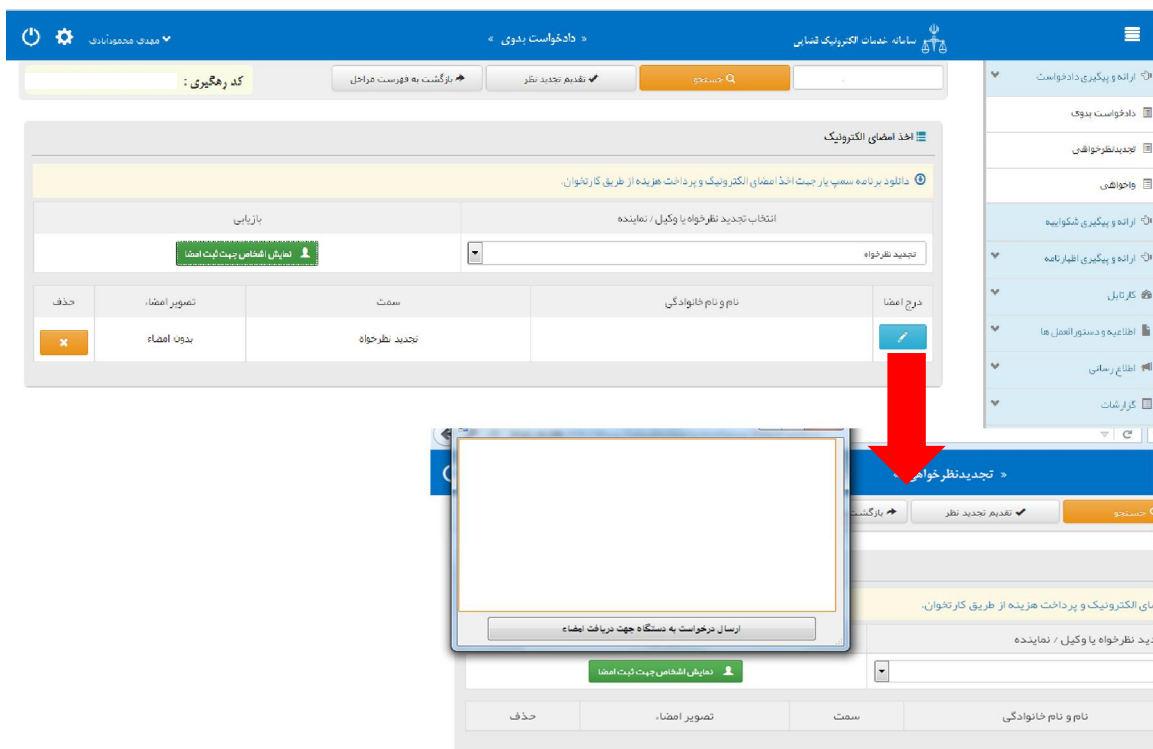 سامانه خدمات الکترونیک قضایی
« دادخواست بدوی »
مهدی محمودآبادی
ارائه و پیگیری دادخواست
دادخواست بدوی
تجدیدنظرخواهی
واخواهی
ارائه و پیگیری شکواییه
ارائه و پیگیری اظهارنامه
کارتابل
اطلاعیه و دستورالعمل ها
اطلاع رسانی
گزارشات
جستجو
تقدیم تجدید نظر
بازگشت به فهرست مراحل
کد رهگیری :
اخذ امضای الکترونیک
دانلود برنامه سمپ یار جهت اخذ امضای الکترونیک و پرداخت هزینه از طریق کارتخوان.
انتخاب تجدید نظرخواه یا وکیل / نماینده
بازیابی
تجدید نظرخواه
نمایش اشخاص جهت ثبت امضا
درج امضا
نام و نام خانوادگی
سمت
تصویر امضاء
حذف
تجدید نظرخواه
بدون امضاء
« تجدیدنظرخواهی
جستجو
تقدیم تجدید نظر
بازگشت
ای الکترونیک و پرداخت هزینه از طریق کارتخوان.
دید نظرخواه یا وکیل / نماینده
ارسال درخواست به دستگاه جهت دریافت امضاء
نمایش اشخاص جهت ثبت امضا
نام و نام خانوادگی
سمت
تصویر امضاء
حذف